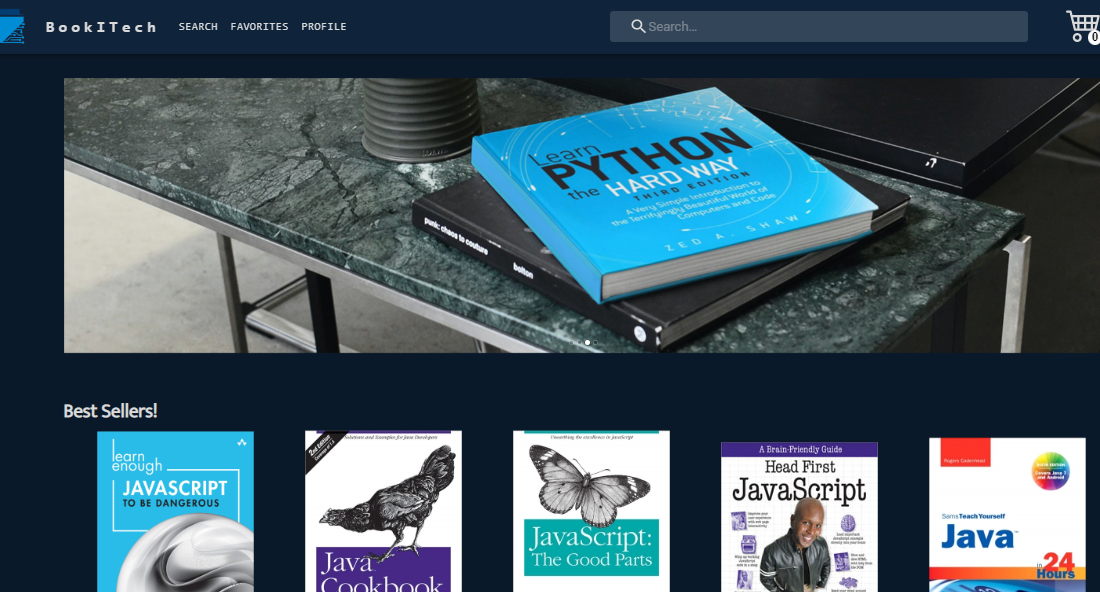 BookITech
SEARCH FAVORITES PROFILE
Search...
0
Learn
PYTHON
the HARD WAY
THIRD EDITION
A Very Simple Introduction to
the Terrifyingly Beautiful World of
Computers and Code
ZED A. SHAW
punk: chaos to couture
bolton
Best Sellers!
learn
enough
JAVASCRIPT
TO BE DANGEROUS
Solutions and Examples for Java Developers
2nd Edition
Java
Cookbook
Unearthing the excellence in JavaScript
JavaScript:
The Good Parts
A Brain-Friendly Guide
Head First
JavaScript
Rogers Cadenhead
Sams Teach Yourself
Java™
in 24
Hours